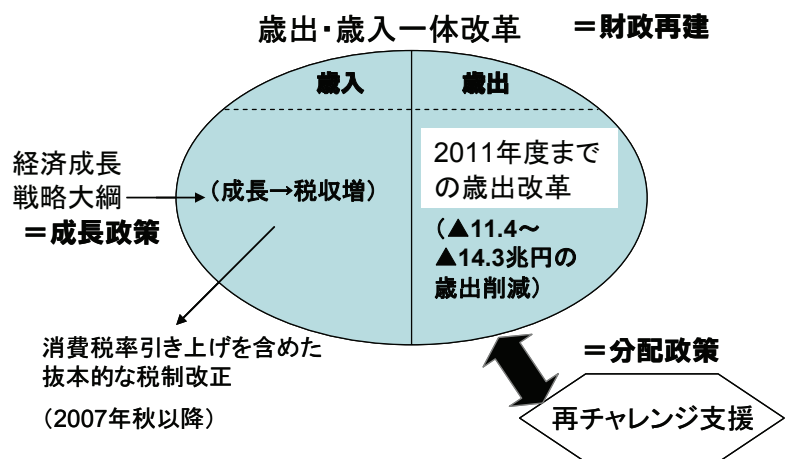 歳出・歳入一体改革 ＝財政再建
歳入 歳出
2011年度まで
の歳出改革
（▲11.4～
▲14.3兆円の
歳出削減）
経済成長
戦略大綱
＝成長政策
（成長→税収増）
消費税率引き上げを含めた
抜本的な税制改正
（2007年秋以降）
＝分配政策
再チャレンジ支援